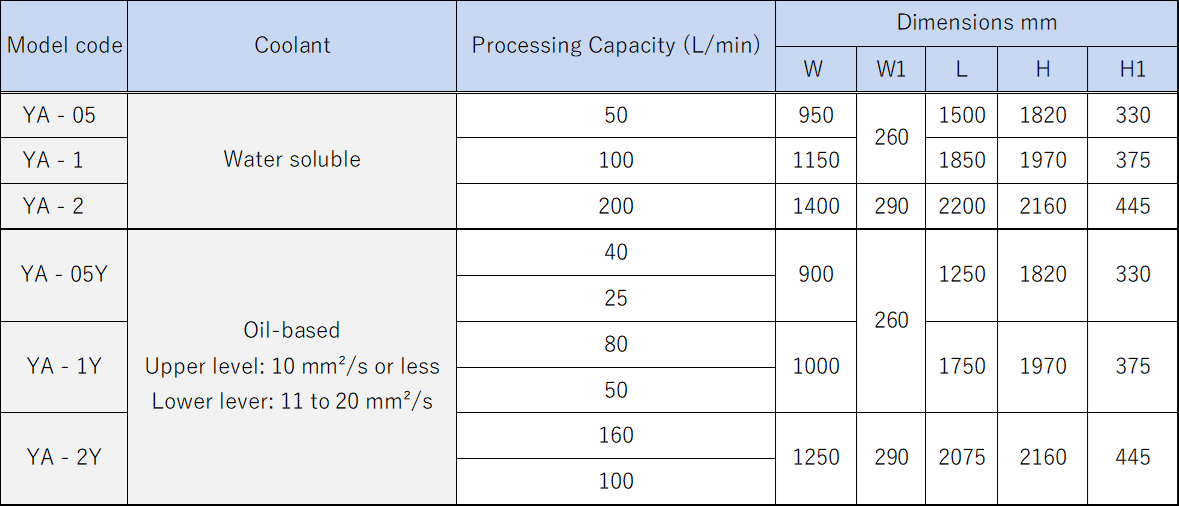 Model code Coolant Processing Capacity (L/min) Dimensions mm
W W1 L H H1
YA - 05 Water soluble 50 950 260 1500 1820 330
YA - 1 100 1150 1850 1970 375
YA - 2 200 1400 290 2200 2160 445
YA - 05Y 40 900 260 1250 1820 330
25
Oil-based
Upper level: 10 mm²/s or less
Lower lever: 11 to 20 mm²/s
YA - 1Y 80 1000 1750 1970 375
50
YA - 2Y 160 1250 290 2075 2160 445
100